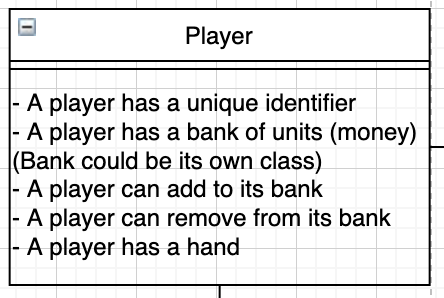 Player
- A player has a unique identifier
- A player has a bank of units (money)
(Bank could be its own class)
- A player can add to its bank
- A player can remove from its bank
- A player has a hand